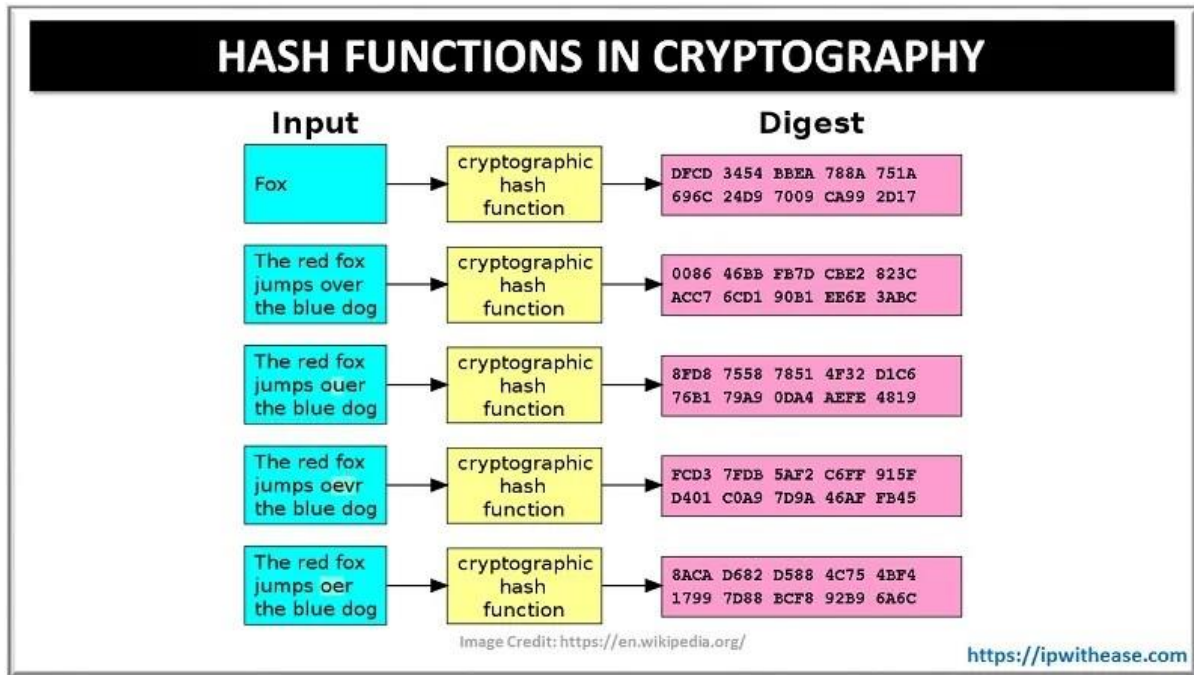 HASH FUNCTIONS IN CRYPTOGRAPHY
Input
Digest
Fox
cryptographic
hash
function
DFCD 3454 BBEA 788A 751A
696C 24D9 7009 CA99 2D17
The red fox
jumps over
the blue dog
cryptographic
hash
function
0086 46BB FB7D CBE2 823C
ACC7 6CD1 90B1 EE6E 3ABC
The red fox
jumps ouer
the blue dog
cryptographic
hash
function
8FD8 7558 7851 4F32 D1C6
76B1 79A9 0DA4 AEFE 4819
The red fox
jumps oevr
the blue dog
cryptographic
hash
function
FCD3 7FDB 5AF2 C6FF 915F
D401 C0A9 7D9A 46AF FB45
The red fox
jumps oer
the blue dog
cryptographic
hash
function
8ACA D682 D588 4C75 4BF4
1799 7D88 BCF8 92B9 6A6C
Image Credit: https://en.wikipedia.org/
https://ipwithease.com